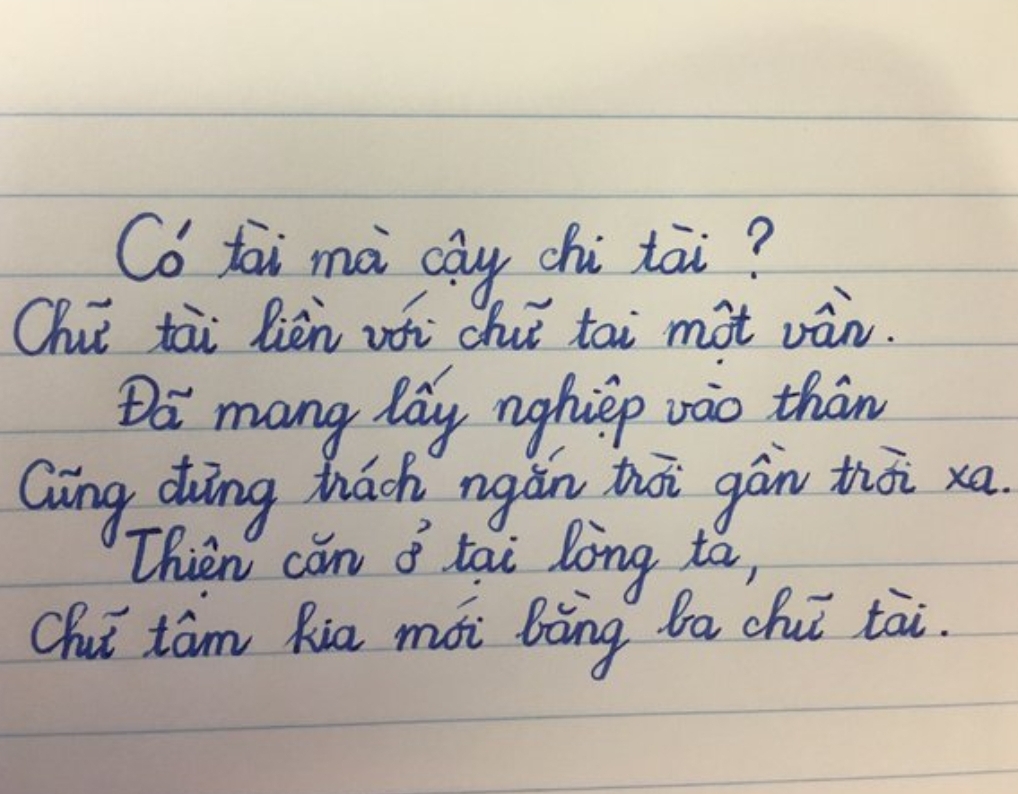 Có tài mà cậy chi tài ?
Chữ tài liền với chữ tai một vần.
Đã mang lấy nghiệp vào thân
Cũng đừng trách ngắn trời gần trời xa.
Thiện căn ở tại lòng ta,
Chữ tâm kia mới bằng ba chữ tài.